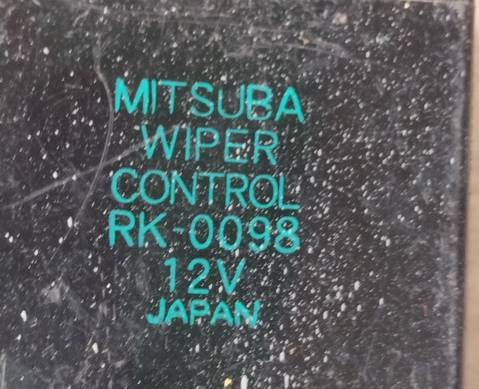 MITSUBA
WIPER
CONTROL
RK-0098
12V
JAPAN